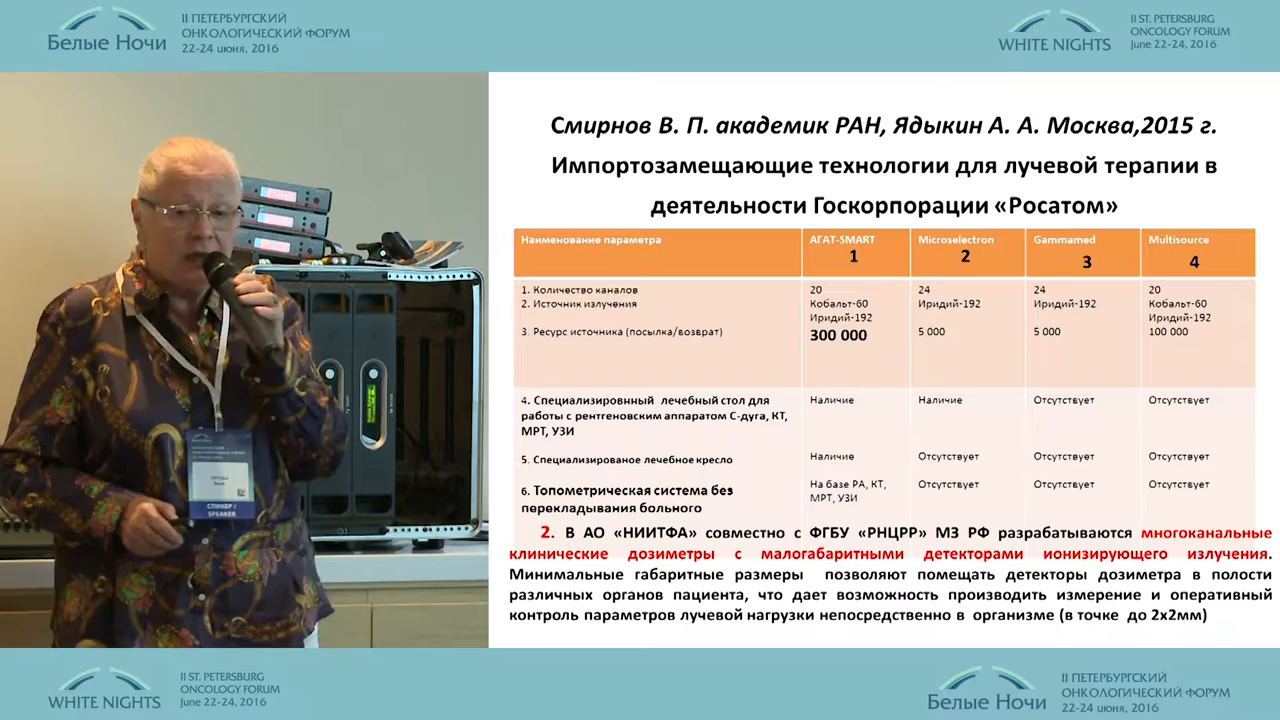 II ПЕТЕРБУРГСКИЙ
ОНКОЛОГИЧЕСКИЙ ФОРУМ
Белые Ночи
22-24 июня, 2016
II ST. PETERSBURG
ONCOLOGY FORUM
WHITE NIGHTS
June 22-24, 2016
Смирнов В. П. академик РАН, Ядыкин А. А. Москва,2015 г.
Импортозамещающие технологии для лучевой терапии в
деятельности Госкорпорации «Росатом»
Наименование параметра АГАТ-SMART Microselectron Gammamed Multisource
1 2 3 4
1. Количество каналов 20 24 24 20
2. Источник излучения Кобальт-60 Иридий-192 Иридий-192 Кобальт-60
Иридий-192 Иридий-192
3. Ресурс источника (посылка/возврат) 300 000 5 000 5 000 100 000
4. Специализировнный лечебный стол для Наличие Наличие Отсутствует Отсутствует
работы с рентгеновским аппаратом С-дуга, КТ,
МРТ, УЗИ
5. Специализированое лечебное кресло Наличие Отсутствует Отсутствует Отсутствует
6. Топометрическая система без На базе РА, КТ, Отсутствует Отсутствует Отсутствует
перекладывания больного МРТ, УЗИ
2. В АО «НИИТФА» совместно с ФГБУ «РНЦРР» МЗ РФ разрабатываются многоканальные
клинические дозиметры с малогабаритными детекторами ионизирующего излучения.
Минимальные габаритные размеры позволяют помещать детекторы дозиметра в полости
различных органов пациента, что дает возможность производить измерение и оперативный
контроль параметров лучевой нагрузки непосредственно в организме (в точке до 2х2мм)
СПИКЕР /
SPEAKER
II ST. PETERSBURG
ONCOLOGY FORUM
WHITE NIGHTS
June 22-24, 2016
II ПЕТЕРБУРГСКИЙ
ОНКОЛОГИЧЕСКИЙ ФОРУМ
Белые Ночи
22-24 июня, 2016